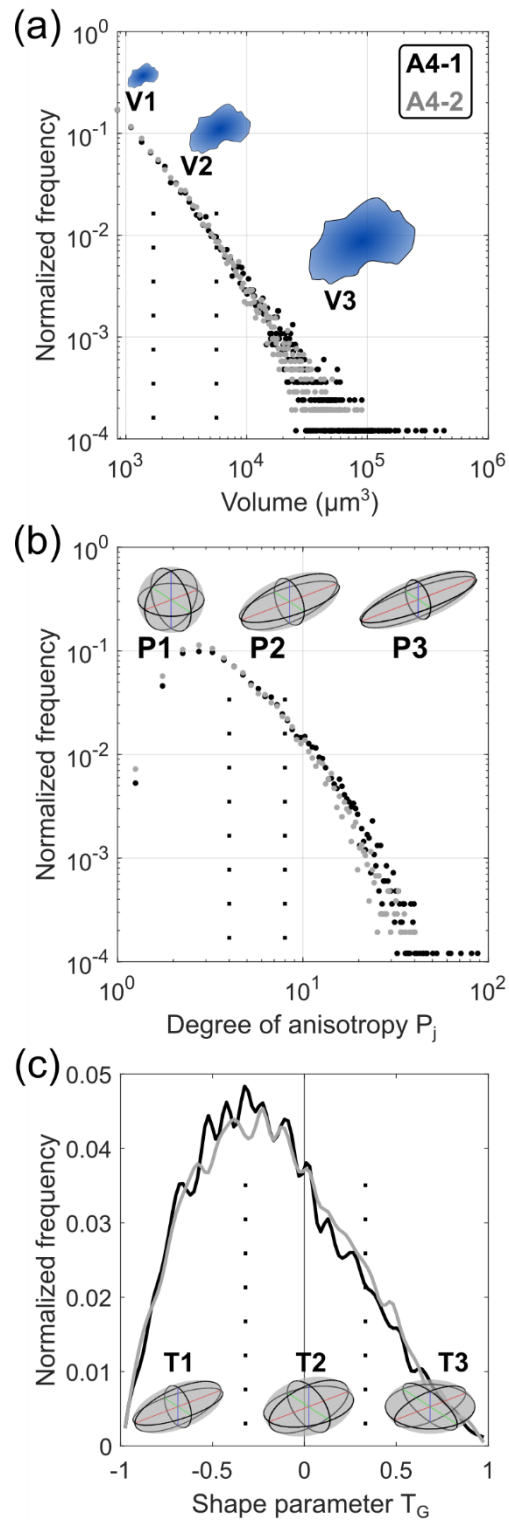 (a)
10^0
10^-1
10^-2
10^-3
10^-4
Normalized frequency
V1
V2
V3
A4-1
A4-2
10^3
10^4
10^5
10^6
Volume (µm^3)
(b)
10^0
10^-1
10^-2
10^-3
10^-4
Normalized frequency
P1
P2
P3
10^0
10^1
10^2
Degree of anisotropy P_j
(c)
0.05
0.04
0.03
0.02
0.01
0
Normalized frequency
T1
T2
T3
-1
-0.5
0
0.5
1
Shape parameter T_G